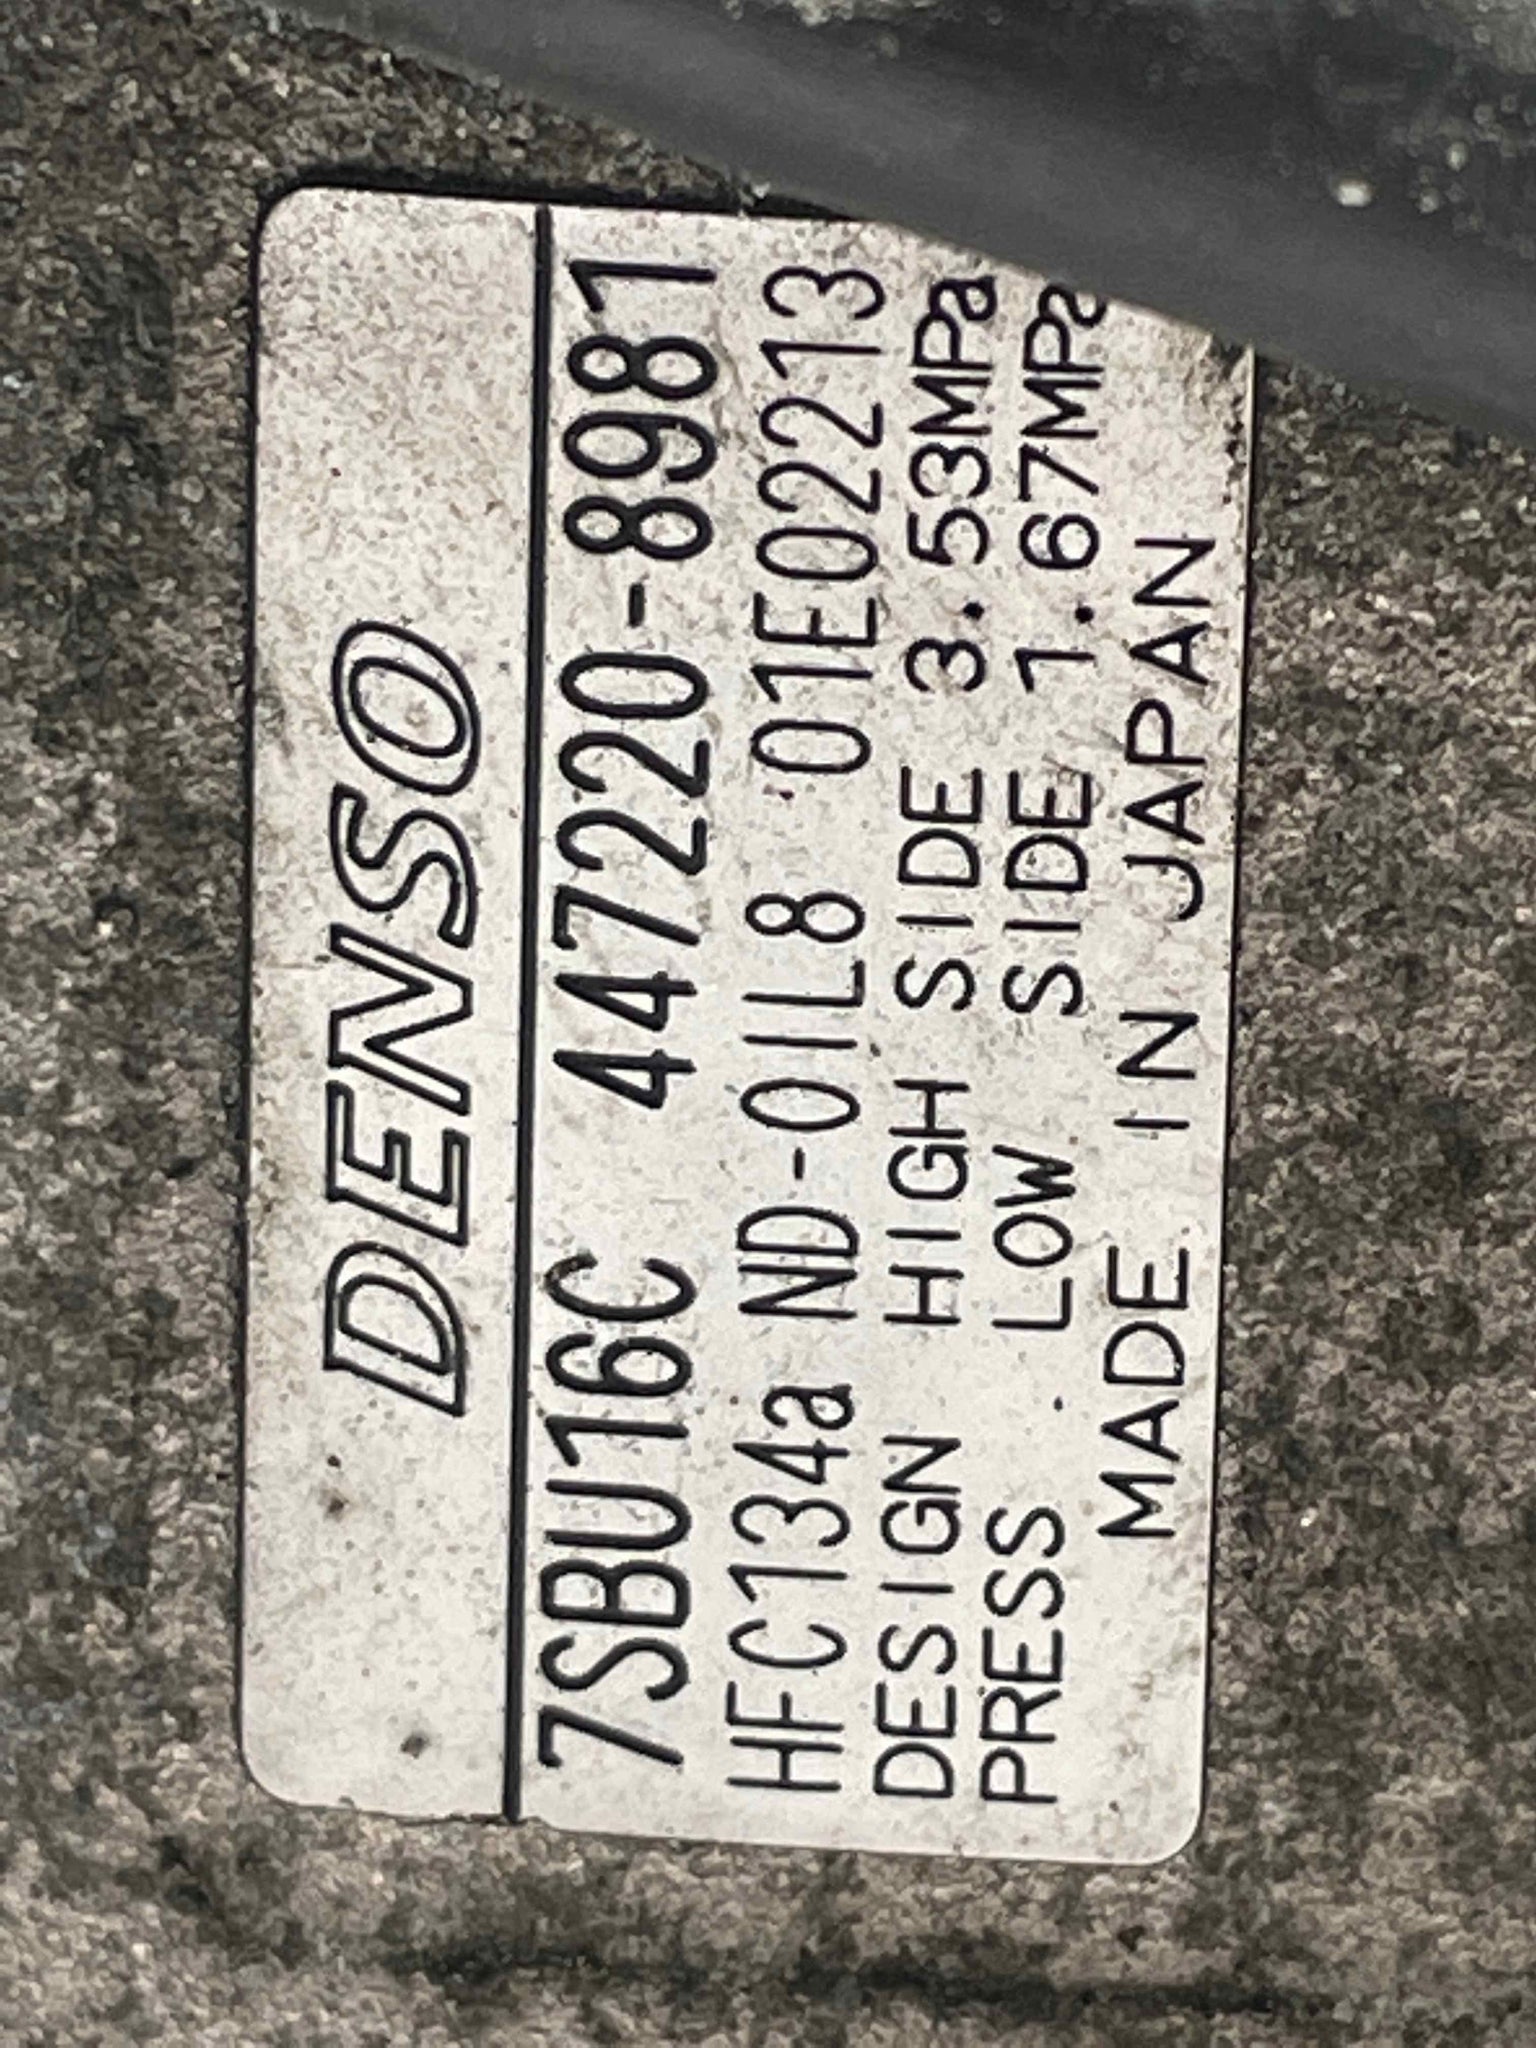 DENSO
7SBU16C 447220-8981
HFC134a ND-OIL8 01E02213
DESIGN HIGH SIDE 3.53MPa
PRESS. LOW SIDE 1.67MPa
MADE IN JAPAN